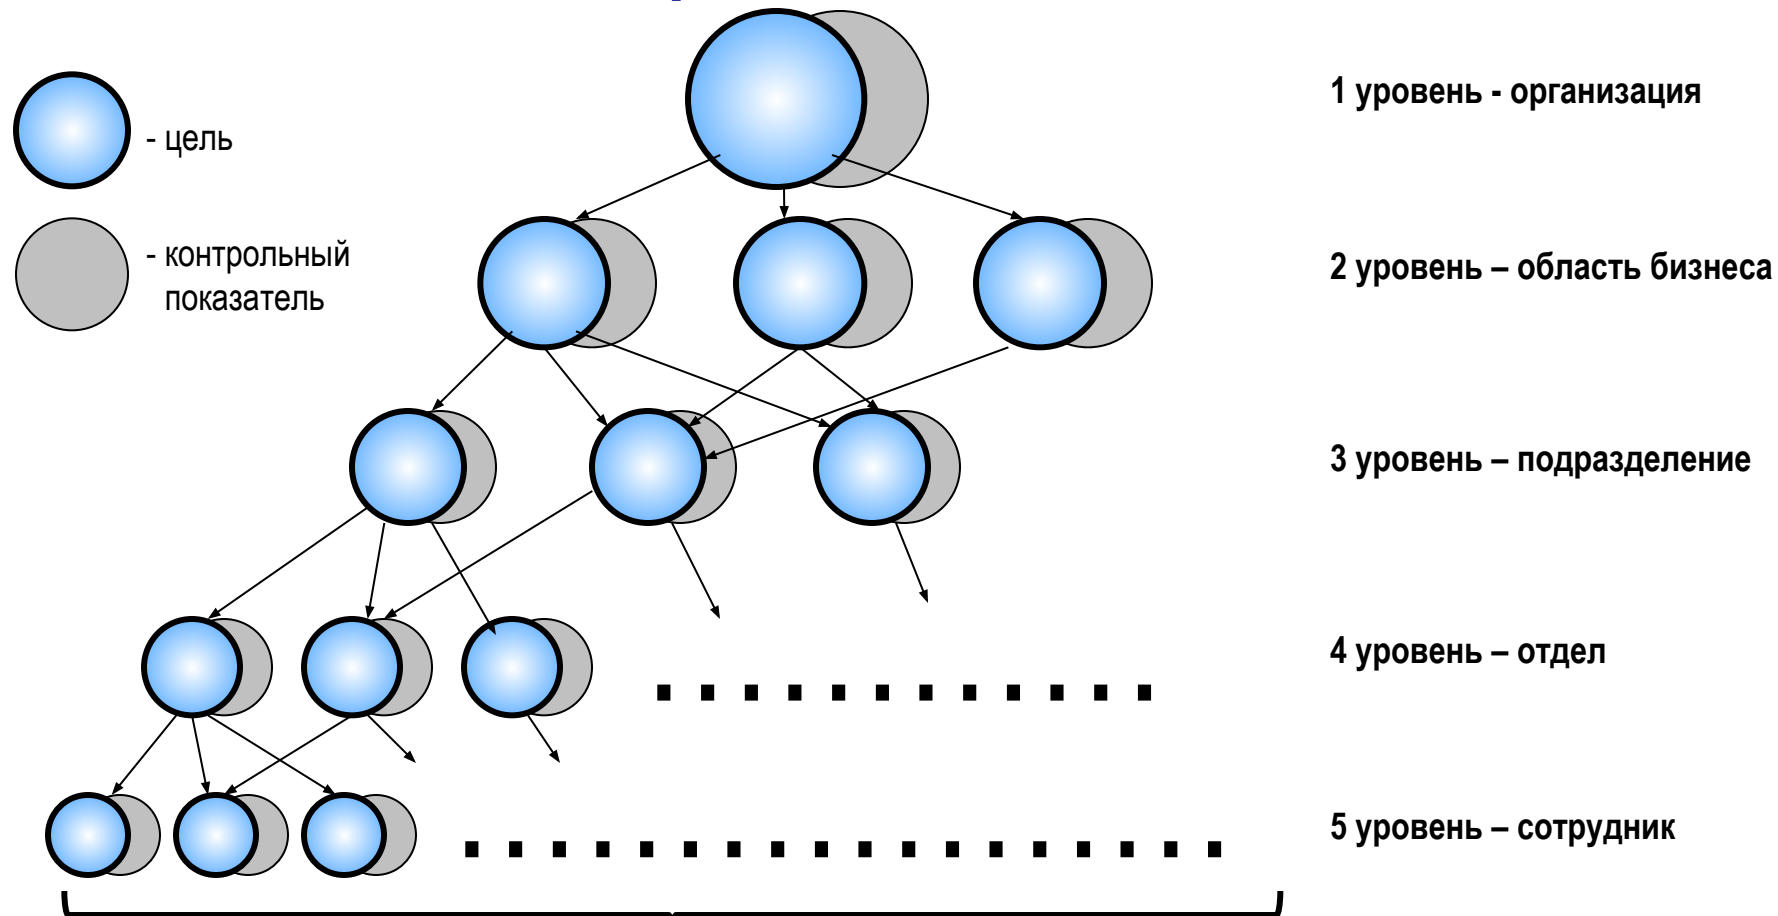 1 уровень - организация
- цель
- контрольный
показатель
2 уровень – область бизнеса
3 уровень – подразделение
4 уровень – отдел
5 уровень – сотрудник